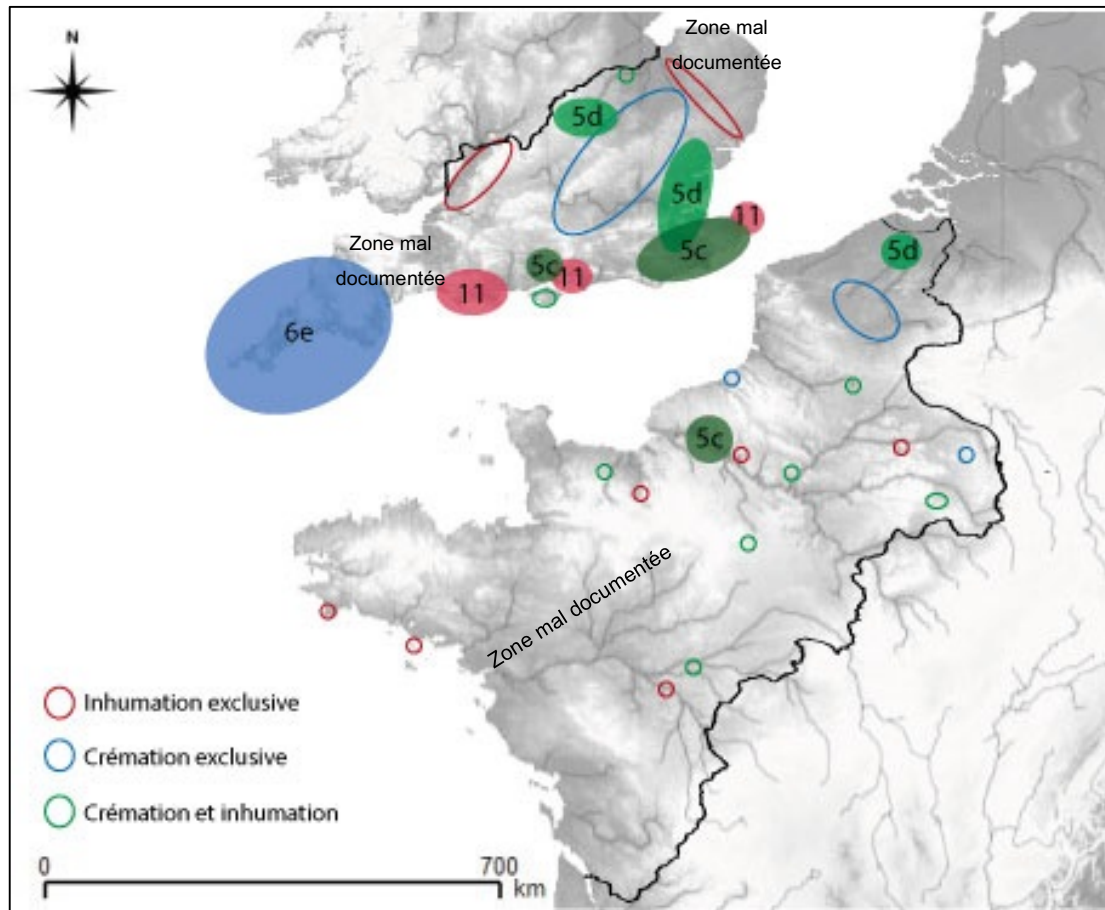 N
Zone mal
documentée
5d
5d
11
5c
5d
Zone mal
documentée
5c
11
11
6e
5c
Zone mal documentée
Inhumation exclusive
Crémation exclusive
Crémation et inhumation
0
700
km